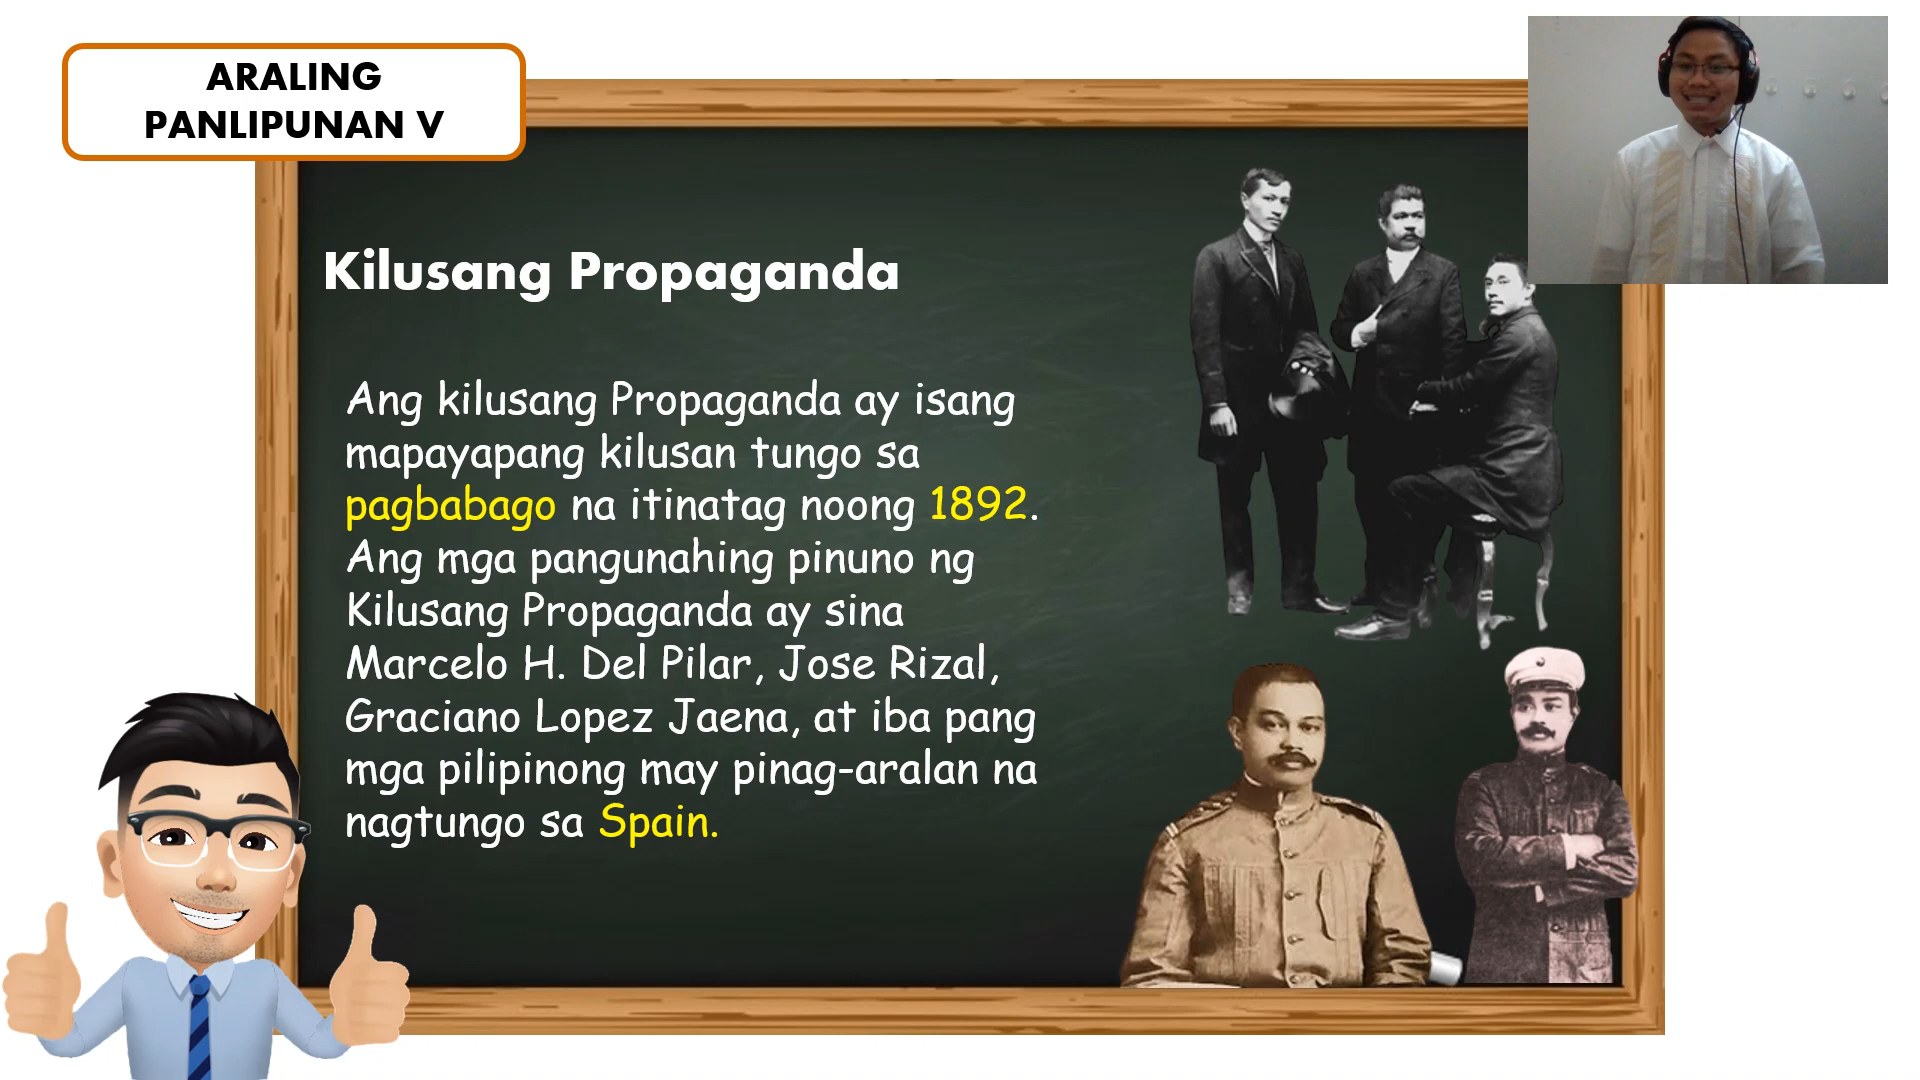 ARALING
PANLIPUNAN V
Kilusang Propaganda
Ang kilusang Propaganda ay isang
mapayapang kilusan tungo sa
pagbabago na itinatag noong 1892.
Ang mga pangunahing pinuno ng
Kilusang Propaganda ay sina
Marcelo H. Del Pilar, Jose Rizal,
Graciano Lopez Jaena, at iba pang
mga pilipinong may pinag-aralan na
nagtungo sa Spain.